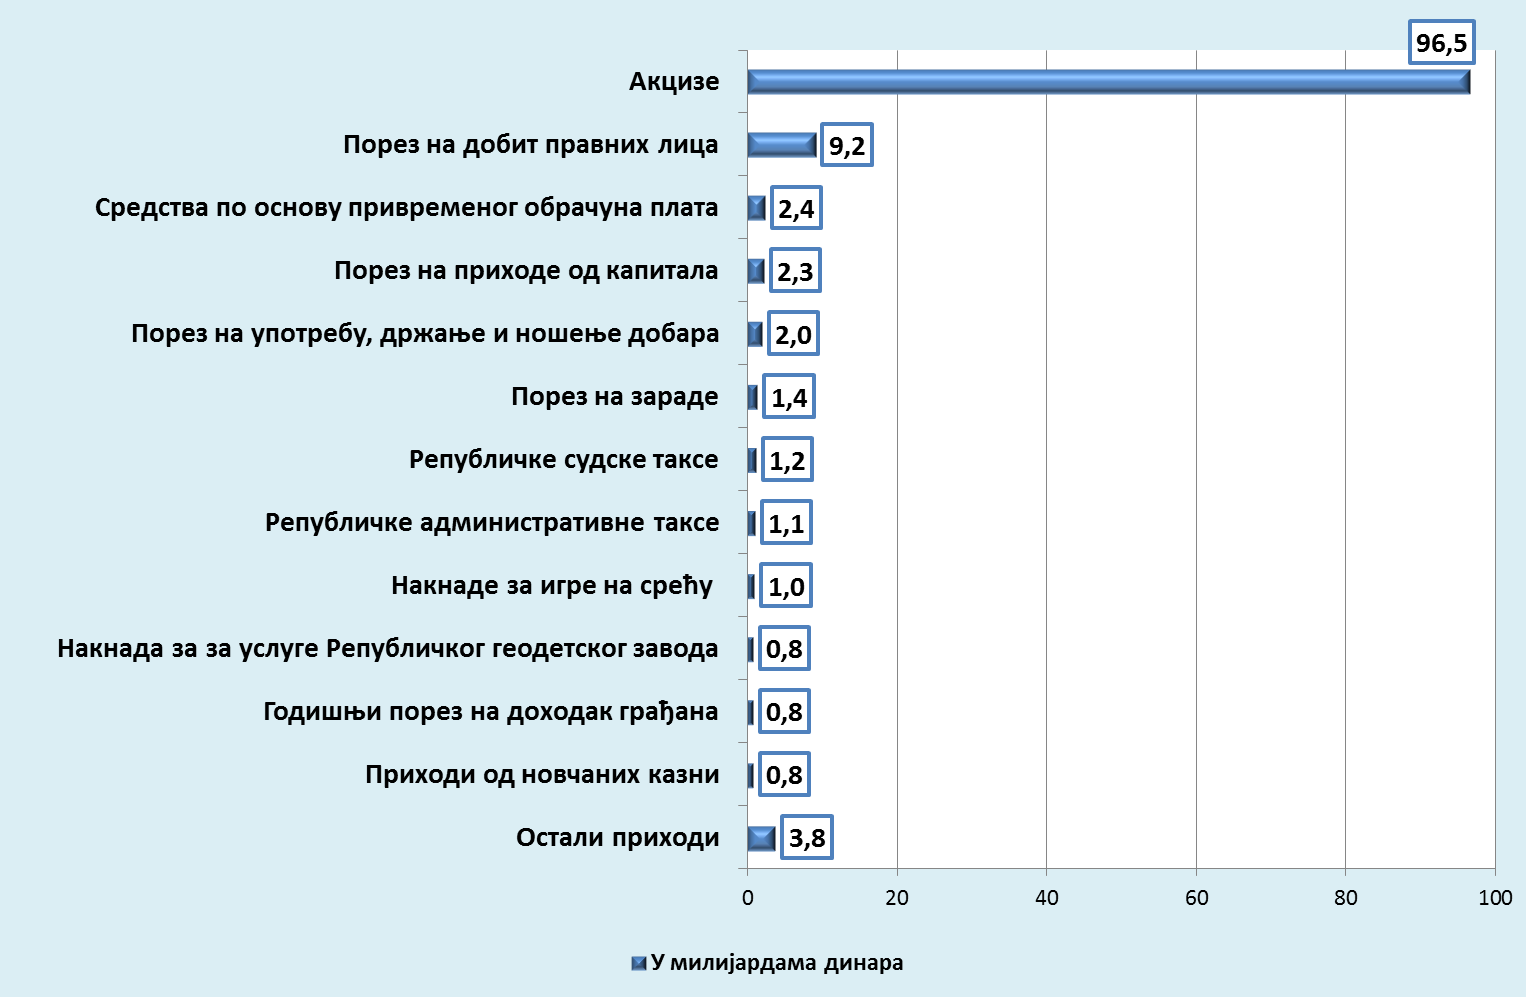 96,5
Акцизе
Порез на добит правних лица 9,2
Средства по основу привременог обрачуна плата 2,4
Порез на приходе од капитала 2,3
Порез на употребу, држање и ношење добара 2,0
Порез на зараде 1,4
Републичке судске таксе 1,2
Републичке административне таксе 1,1
Накнаде за игре на срећу 1,0
Накнада за за услуге Републичког геодетског завода 0,8
Годишњи порез на доходак грађана 0,8
Приходи од новчаних казни 0,8
Остали приходи 3,8
0 20 40 60 80 100
У милијардама динара